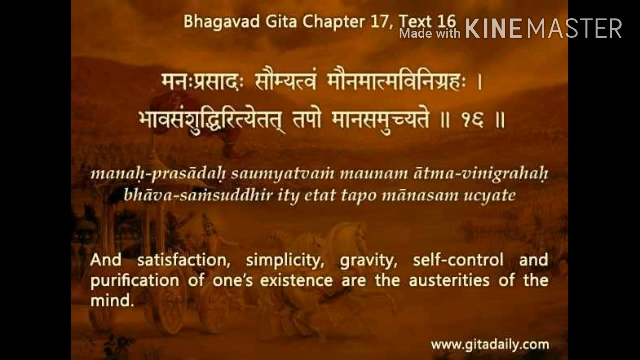 Bhagavad Gita Chapter 17, Text 16
Made with KINEMASTER
मनःप्रसादः सौम्यत्वं मौनमात्मविनिग्रहः ।
भावसंशुद्धिरित्येतत् तपो मानसमुच्यते ॥ १६ ॥
manaḥ-prasādaḥ saumyatvaṁ maunam ātma-vinigrahaḥ
bhāva-saṁsuddhir ity etat tapo mānasam ucyate
And satisfaction, simplicity, gravity, self-control and
purification of one's existence are the austerities of the
mind.
www.gitadaily.com